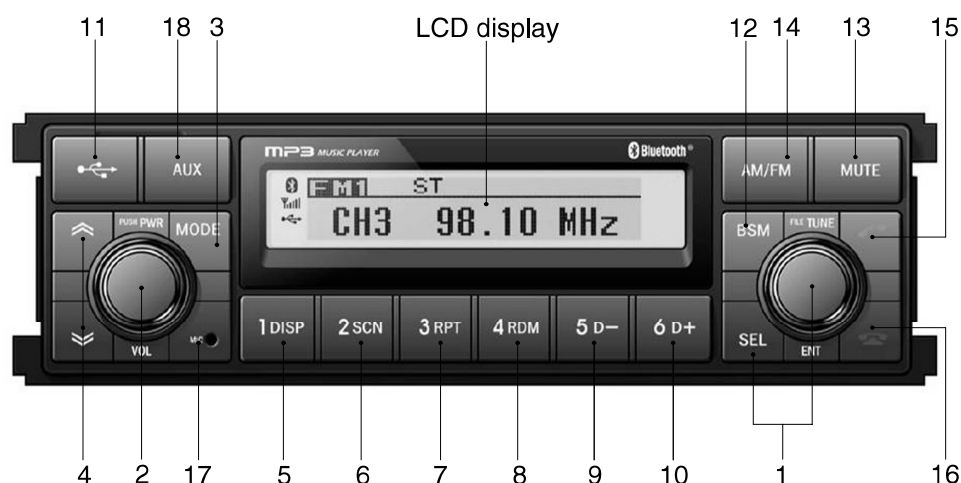 11 18 3 LCD display 12 14 13 15
AUX
MP3 MUSIC PLAYER Bluetooth®
AM/FM MUTE
PUSH PWR MODE
FM1 ST
CH3 98.10 MHz
BSM FILE TUNE
1 DISP 2 SCN 3 RPT 4 RDM 5 D− 6 D+
VOL MIC
SEL ENT
4 2 17 5 6 7 8 9 10 1 16